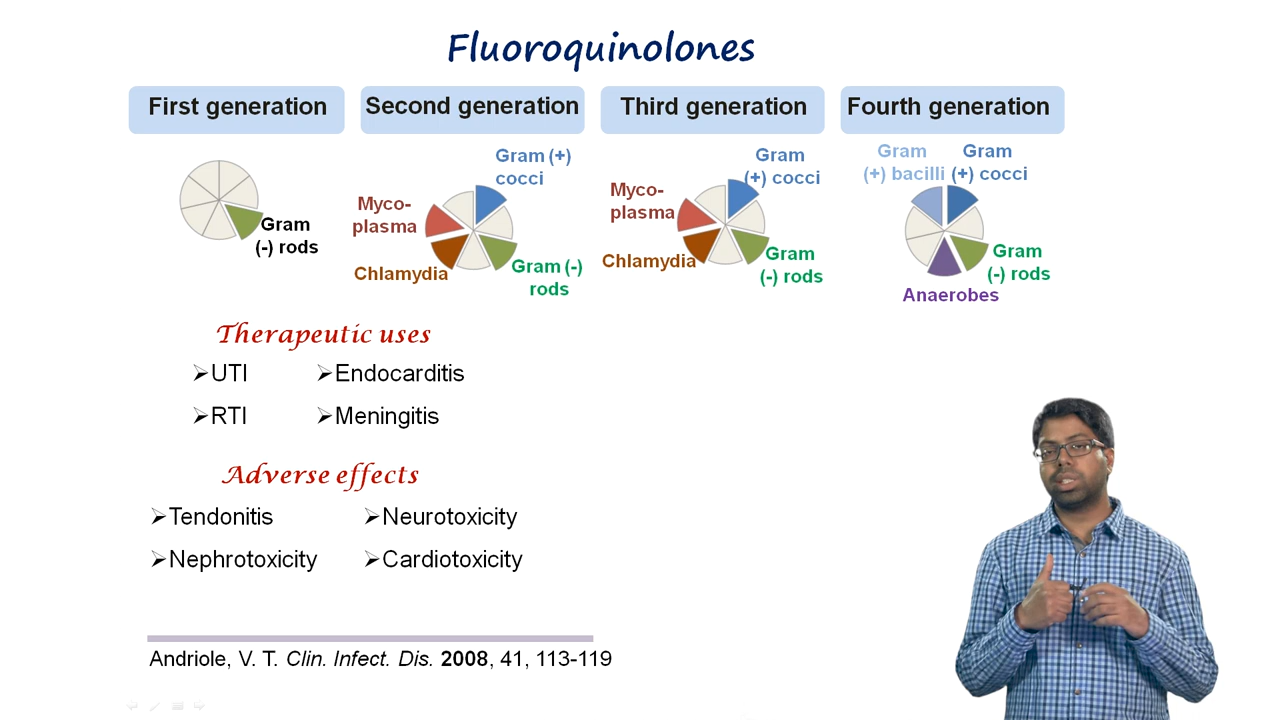 Fluoroquinolones
First generation
Second generation
Third generation
Fourth generation
Gram
(-) rods
Gram (+)
cocci
Myco-
plasma
Chlamydia
Gram (-)
rods
Gram
(+) cocci
Myco-
plasma
Chlamydia
Gram
(-) rods
Gram
(+) bacilli
Gram
(+) cocci
Gram
(-) rods
Anaerobes
Therapeutic uses
➢UTI
➢Endocarditis
➢RTI
➢Meningitis
Adverse effects
➢Tendonitis
➢Neurotoxicity
➢Nephrotoxicity
➢Cardiotoxicity
Andriole, V. T. Clin. Infect. Dis. 2008, 41, 113-119